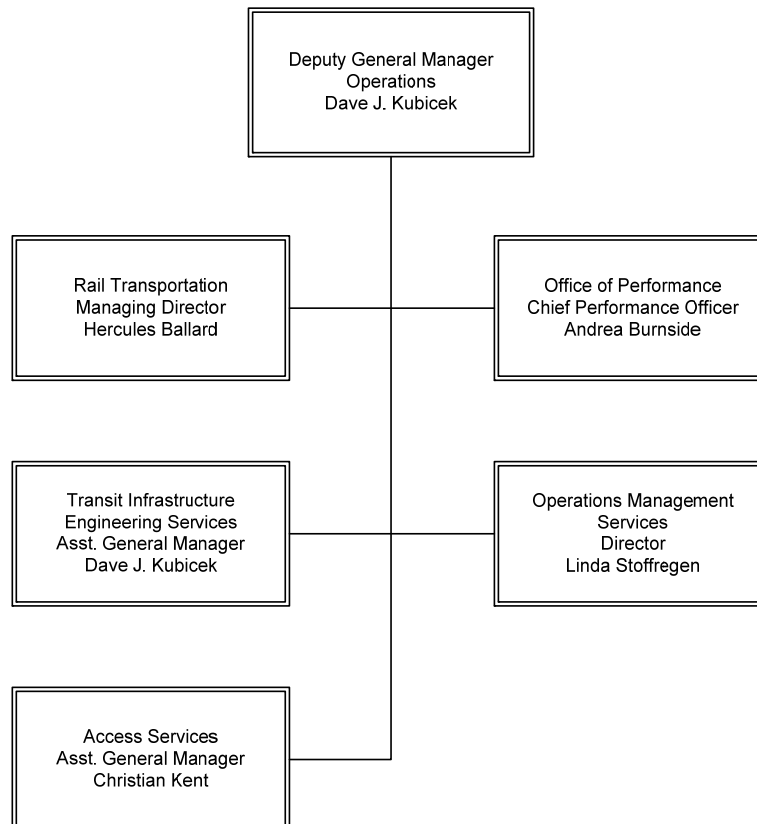 Deputy General Manager
Operations
Dave J. Kubicek
Rail Transportation
Managing Director
Hercules Ballard
Office of Performance
Chief Performance Officer
Andrea Burnside
Transit Infrastructure
Engineering Services
Asst. General Manager
Dave J. Kubicek
Operations Management
Services
Director
Linda Stoffregen
Access Services
Asst. General Manager
Christian Kent